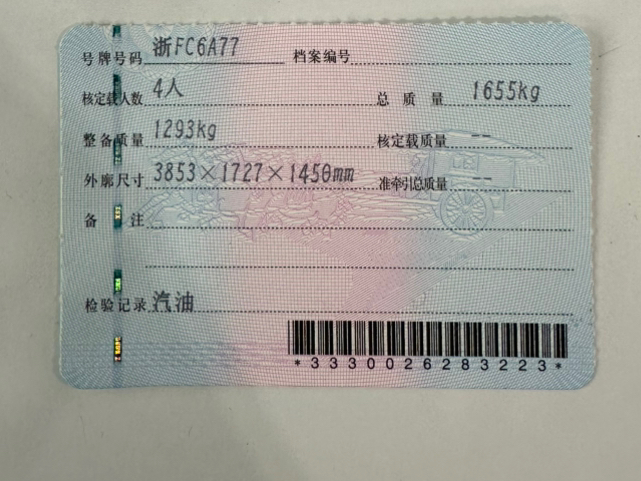 号牌号码 浙FC6A77 档案编号
核定载人数 4人 总质量 1655kg
整备质量 1293kg 核定载质量 --
外廓尺寸 3853×1727×1450mm 准牵引总质量 --
备注
检验记录 汽油
*3330026283223*